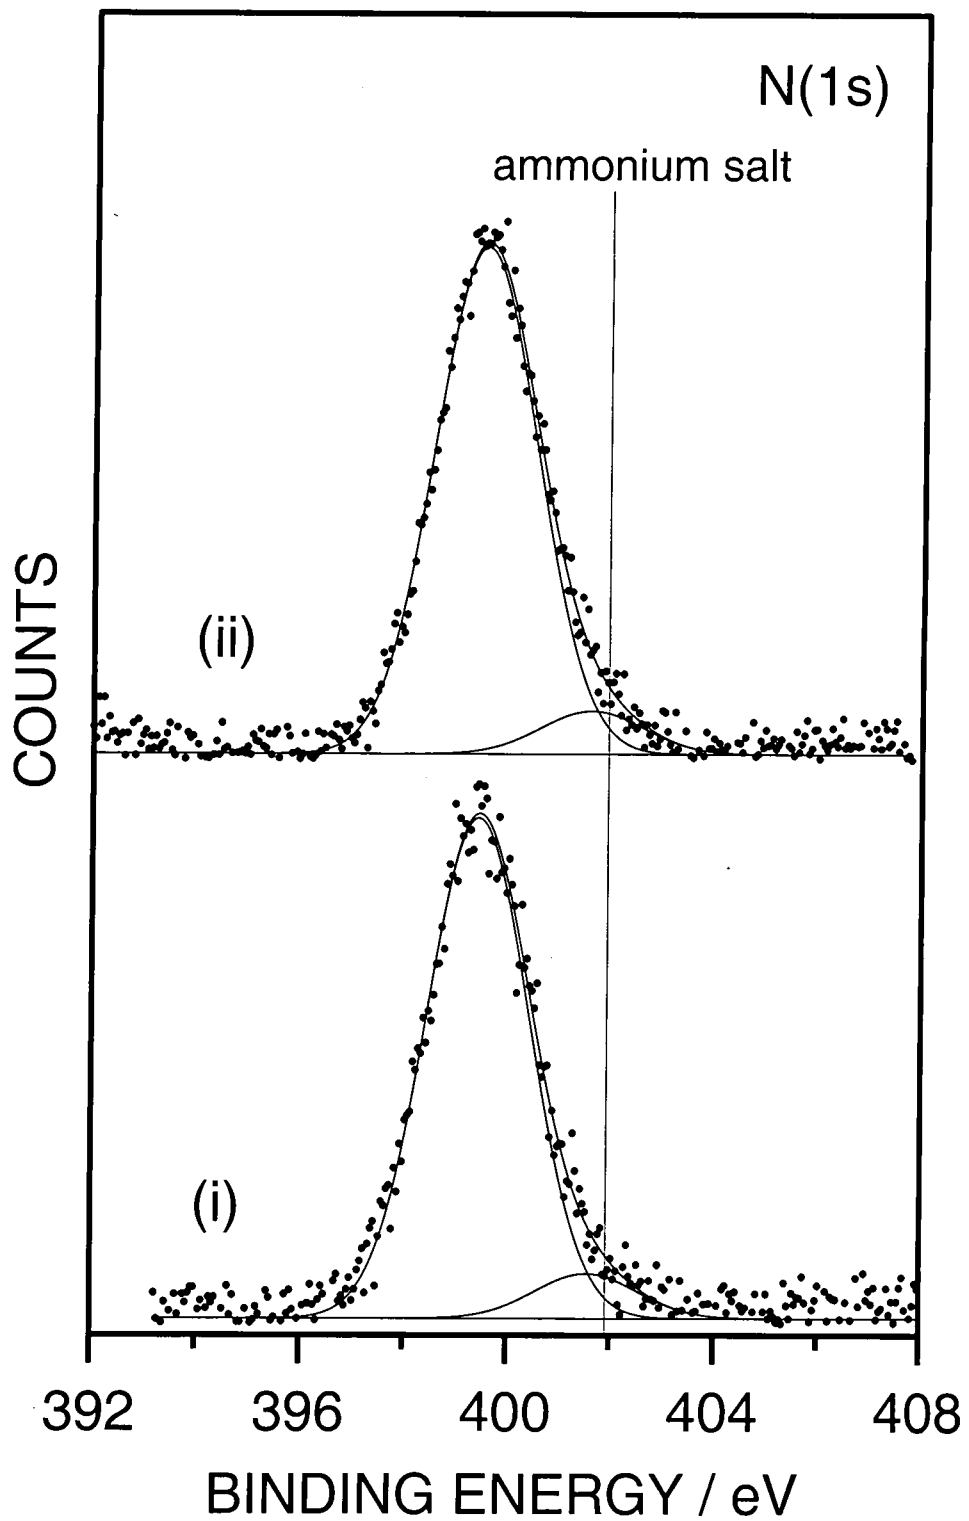 N(1s)
ammonium salt
COUNTS
(ii)
(i)
392 396 400 404 408
BINDING ENERGY / eV